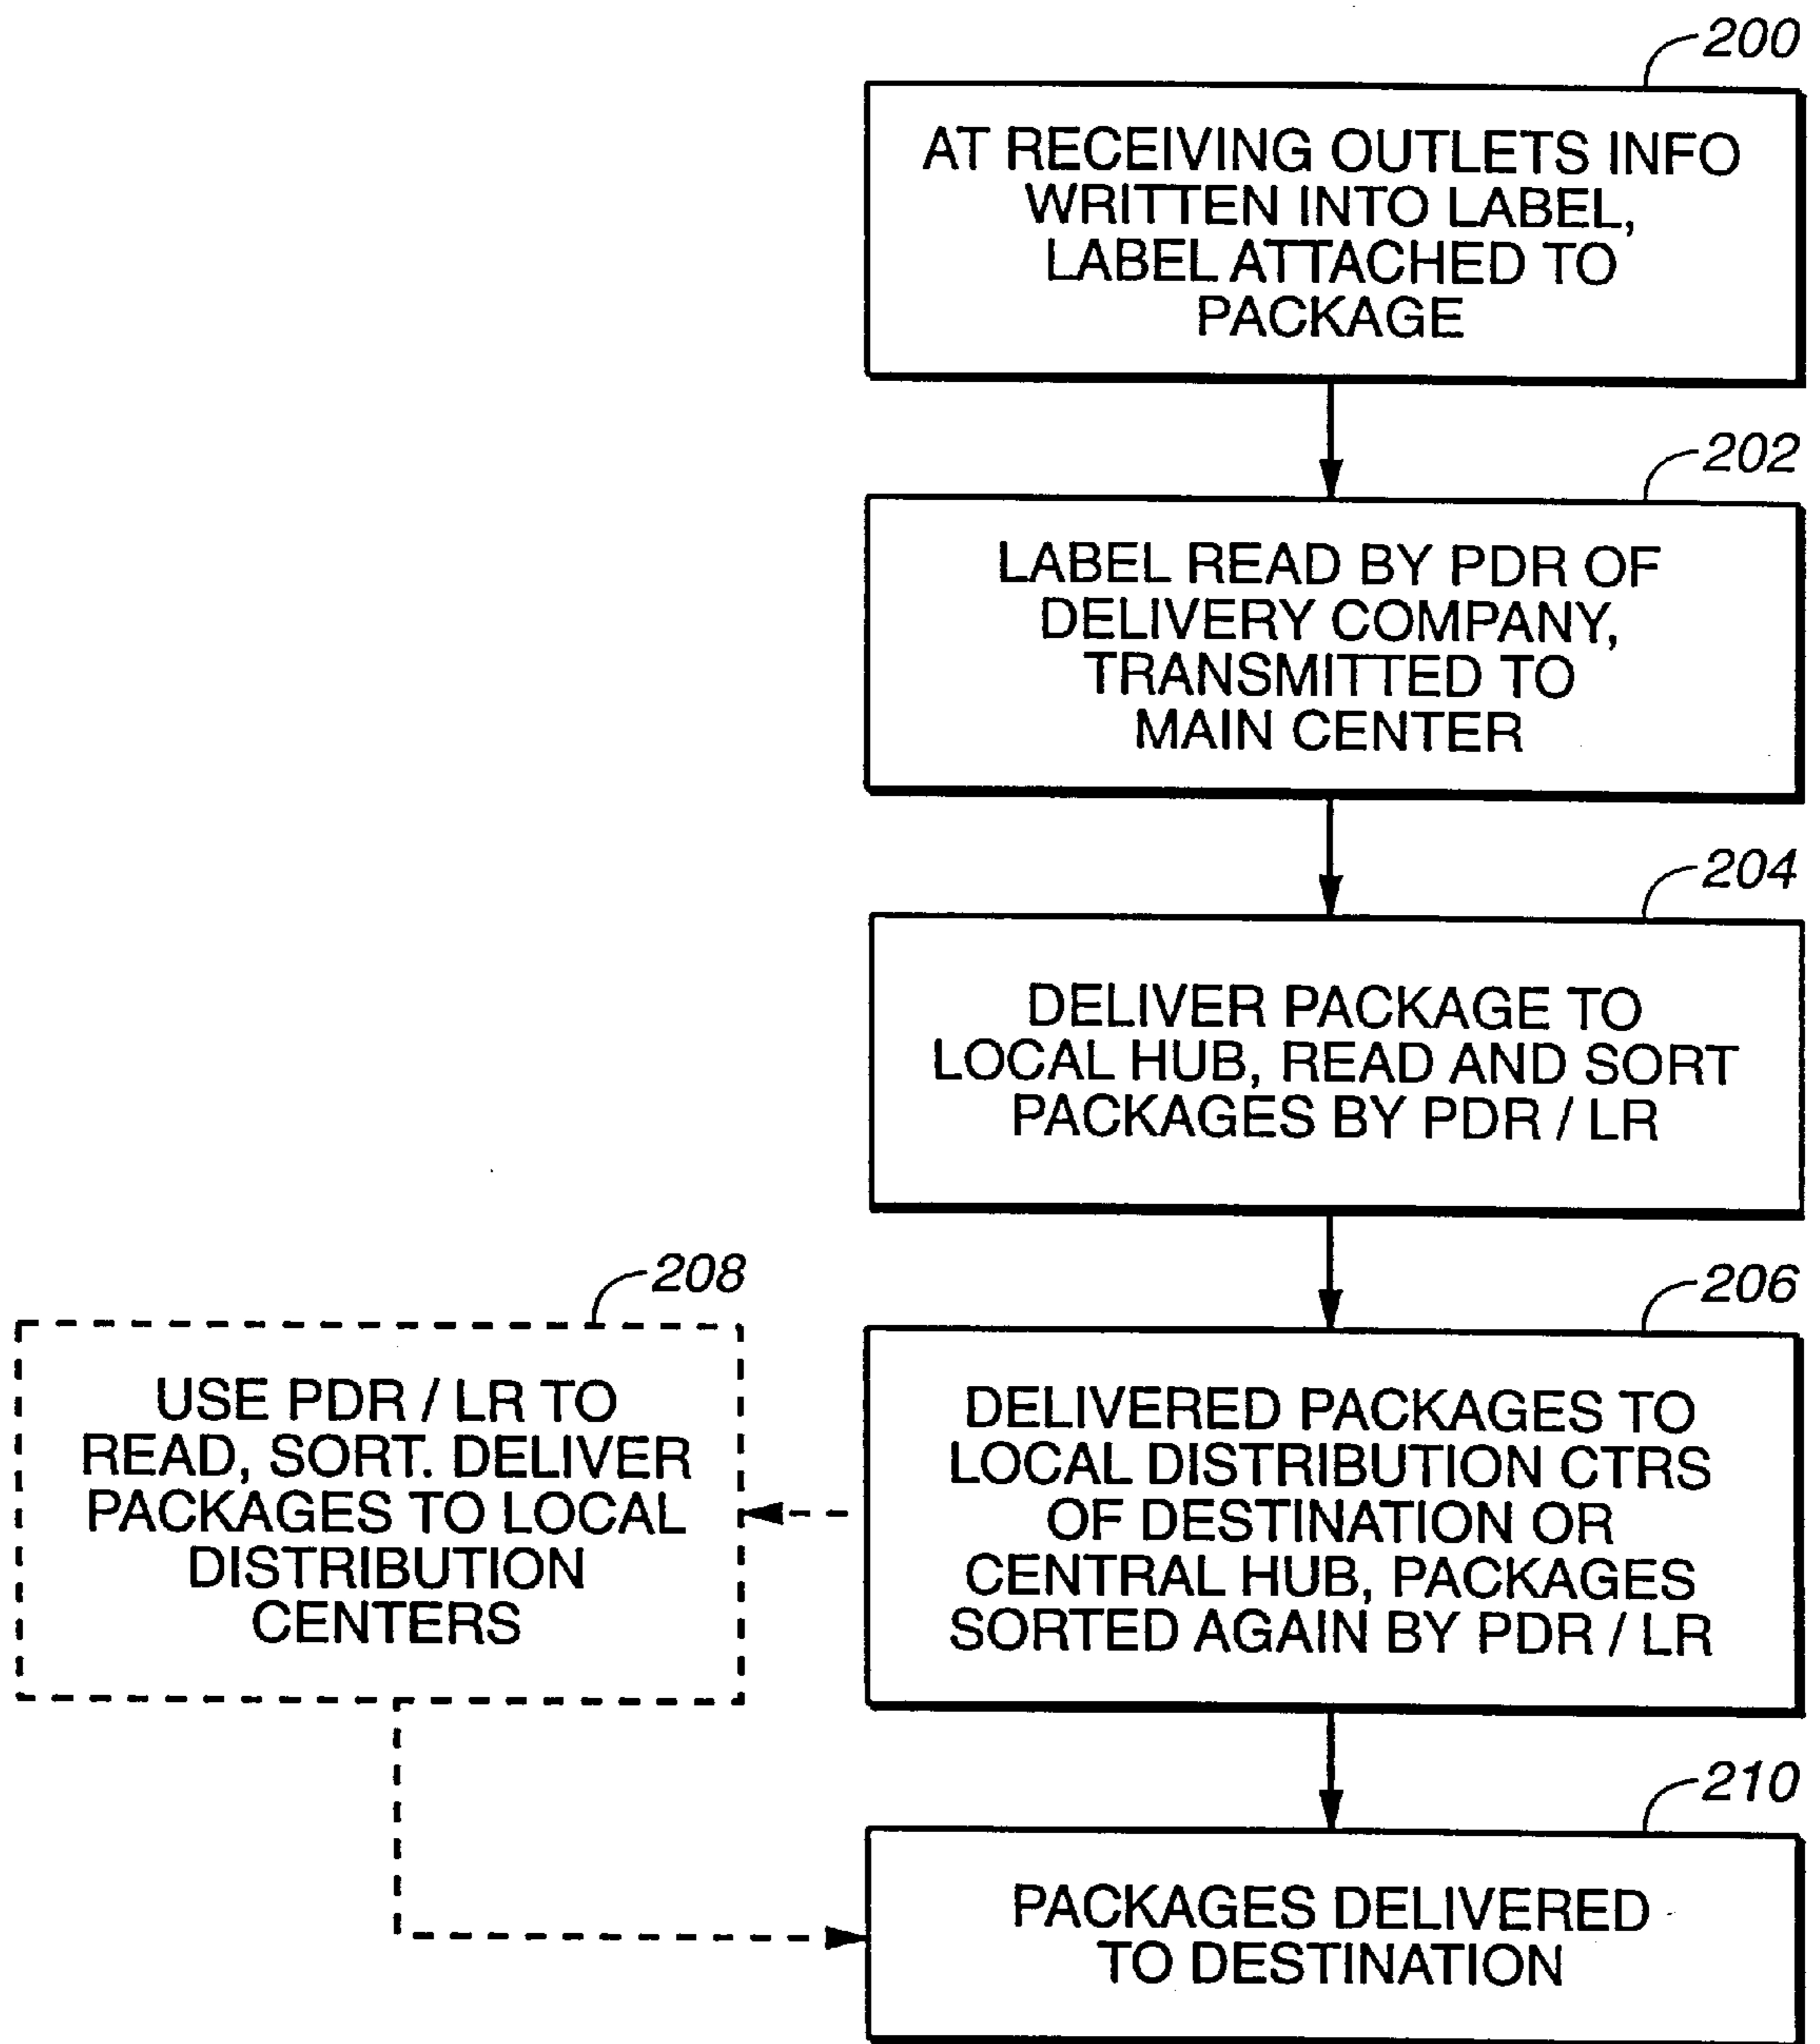 200
AT RECEIVING OUTLETS INFO
WRITTEN INTO LABEL,
LABEL ATTACHED TO
PACKAGE
202
LABEL READ BY PDR OF
DELIVERY COMPANY,
TRANSMITTED TO
MAIN CENTER
204
DELIVER PACKAGE TO
LOCAL HUB, READ AND SORT
PACKAGES BY PDR / LR
206
DELIVERED PACKAGES TO
LOCAL DISTRIBUTION CTRS
OF DESTINATION OR
CENTRAL HUB, PACKAGES
SORTED AGAIN BY PDR / LR
208
USE PDR / LR TO
READ, SORT. DELIVER
PACKAGES TO LOCAL
DISTRIBUTION
CENTERS
210
PACKAGES DELIVERED
TO DESTINATION